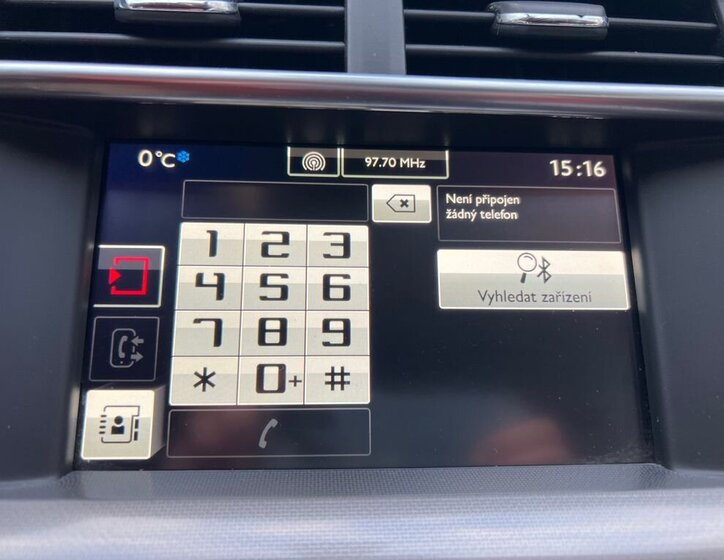 0°C
97.70 MHz
15:16
Není připojen
žádný telefon
1 2 3
4 5 6
7 8 9
* 0+ #
Vyhledat zařízení